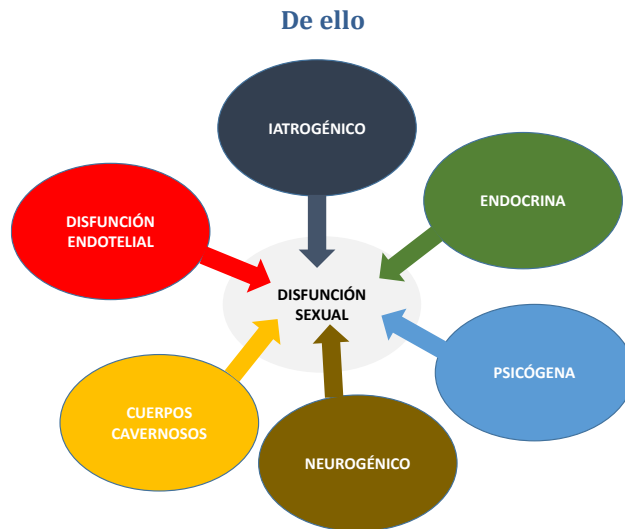 De ello
IATROGÉNICO
ENDOCRINA
DISFUNCIÓN
ENDOTELIAL
DISFUNCIÓN
SEXUAL
PSICÓGENA
CUERPOS
CAVERNOSOS
NEUROGÉNICO